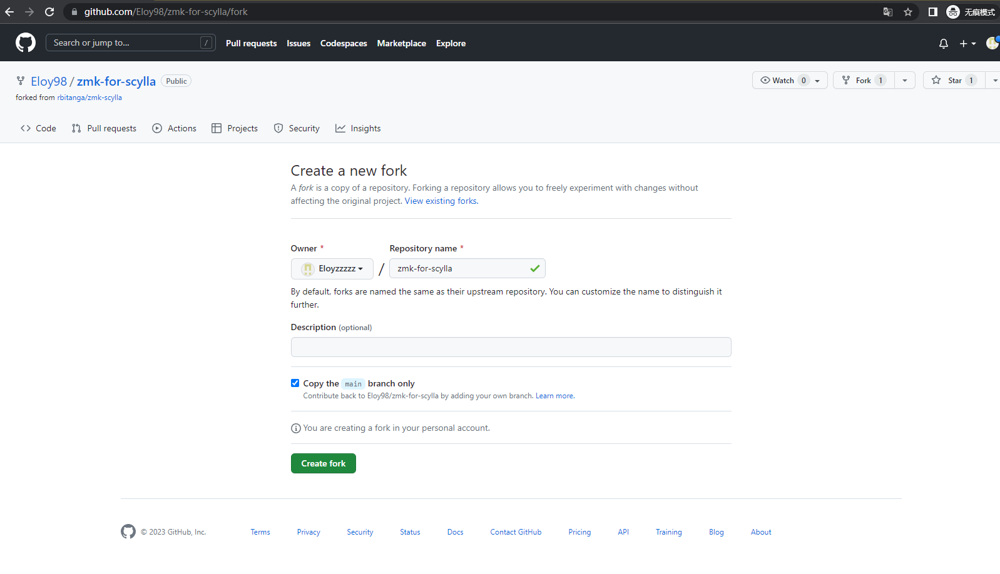 github.com/Eloy98/zmk-for-scylla/fork
无痕模式
Search or jump to... /
Pull requests Issues Codespaces Marketplace Explore
Eloy98 / zmk-for-scylla Public
Watch 0 Fork 1 Star 1
forked from rbitanga/zmk-scylla
Code Pull requests Actions Projects Security Insights
Create a new fork
A fork is a copy of a repository. Forking a repository allows you to freely experiment with changes without
affecting the original project. View existing forks.
Owner * Repository name *
Eloyzzzzz / zmk-for-scylla
By default, forks are named the same as their upstream repository. You can customize the name to distinguish it
further.
Description (optional)
Copy the main branch only
Contribute back to Eloy98/zmk-for-scylla by adding your own branch. Learn more.
You are creating a fork in your personal account.
Create fork
© 2023 GitHub, Inc. Terms Privacy Security Status Docs Contact GitHub Pricing API Training Blog About